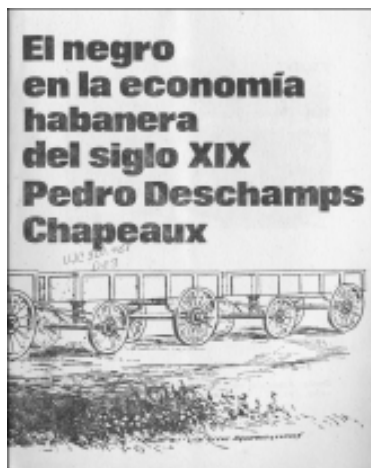 El negro
en la economía
habanera
del siglo XIX
Pedro Deschamps
Chapeaux